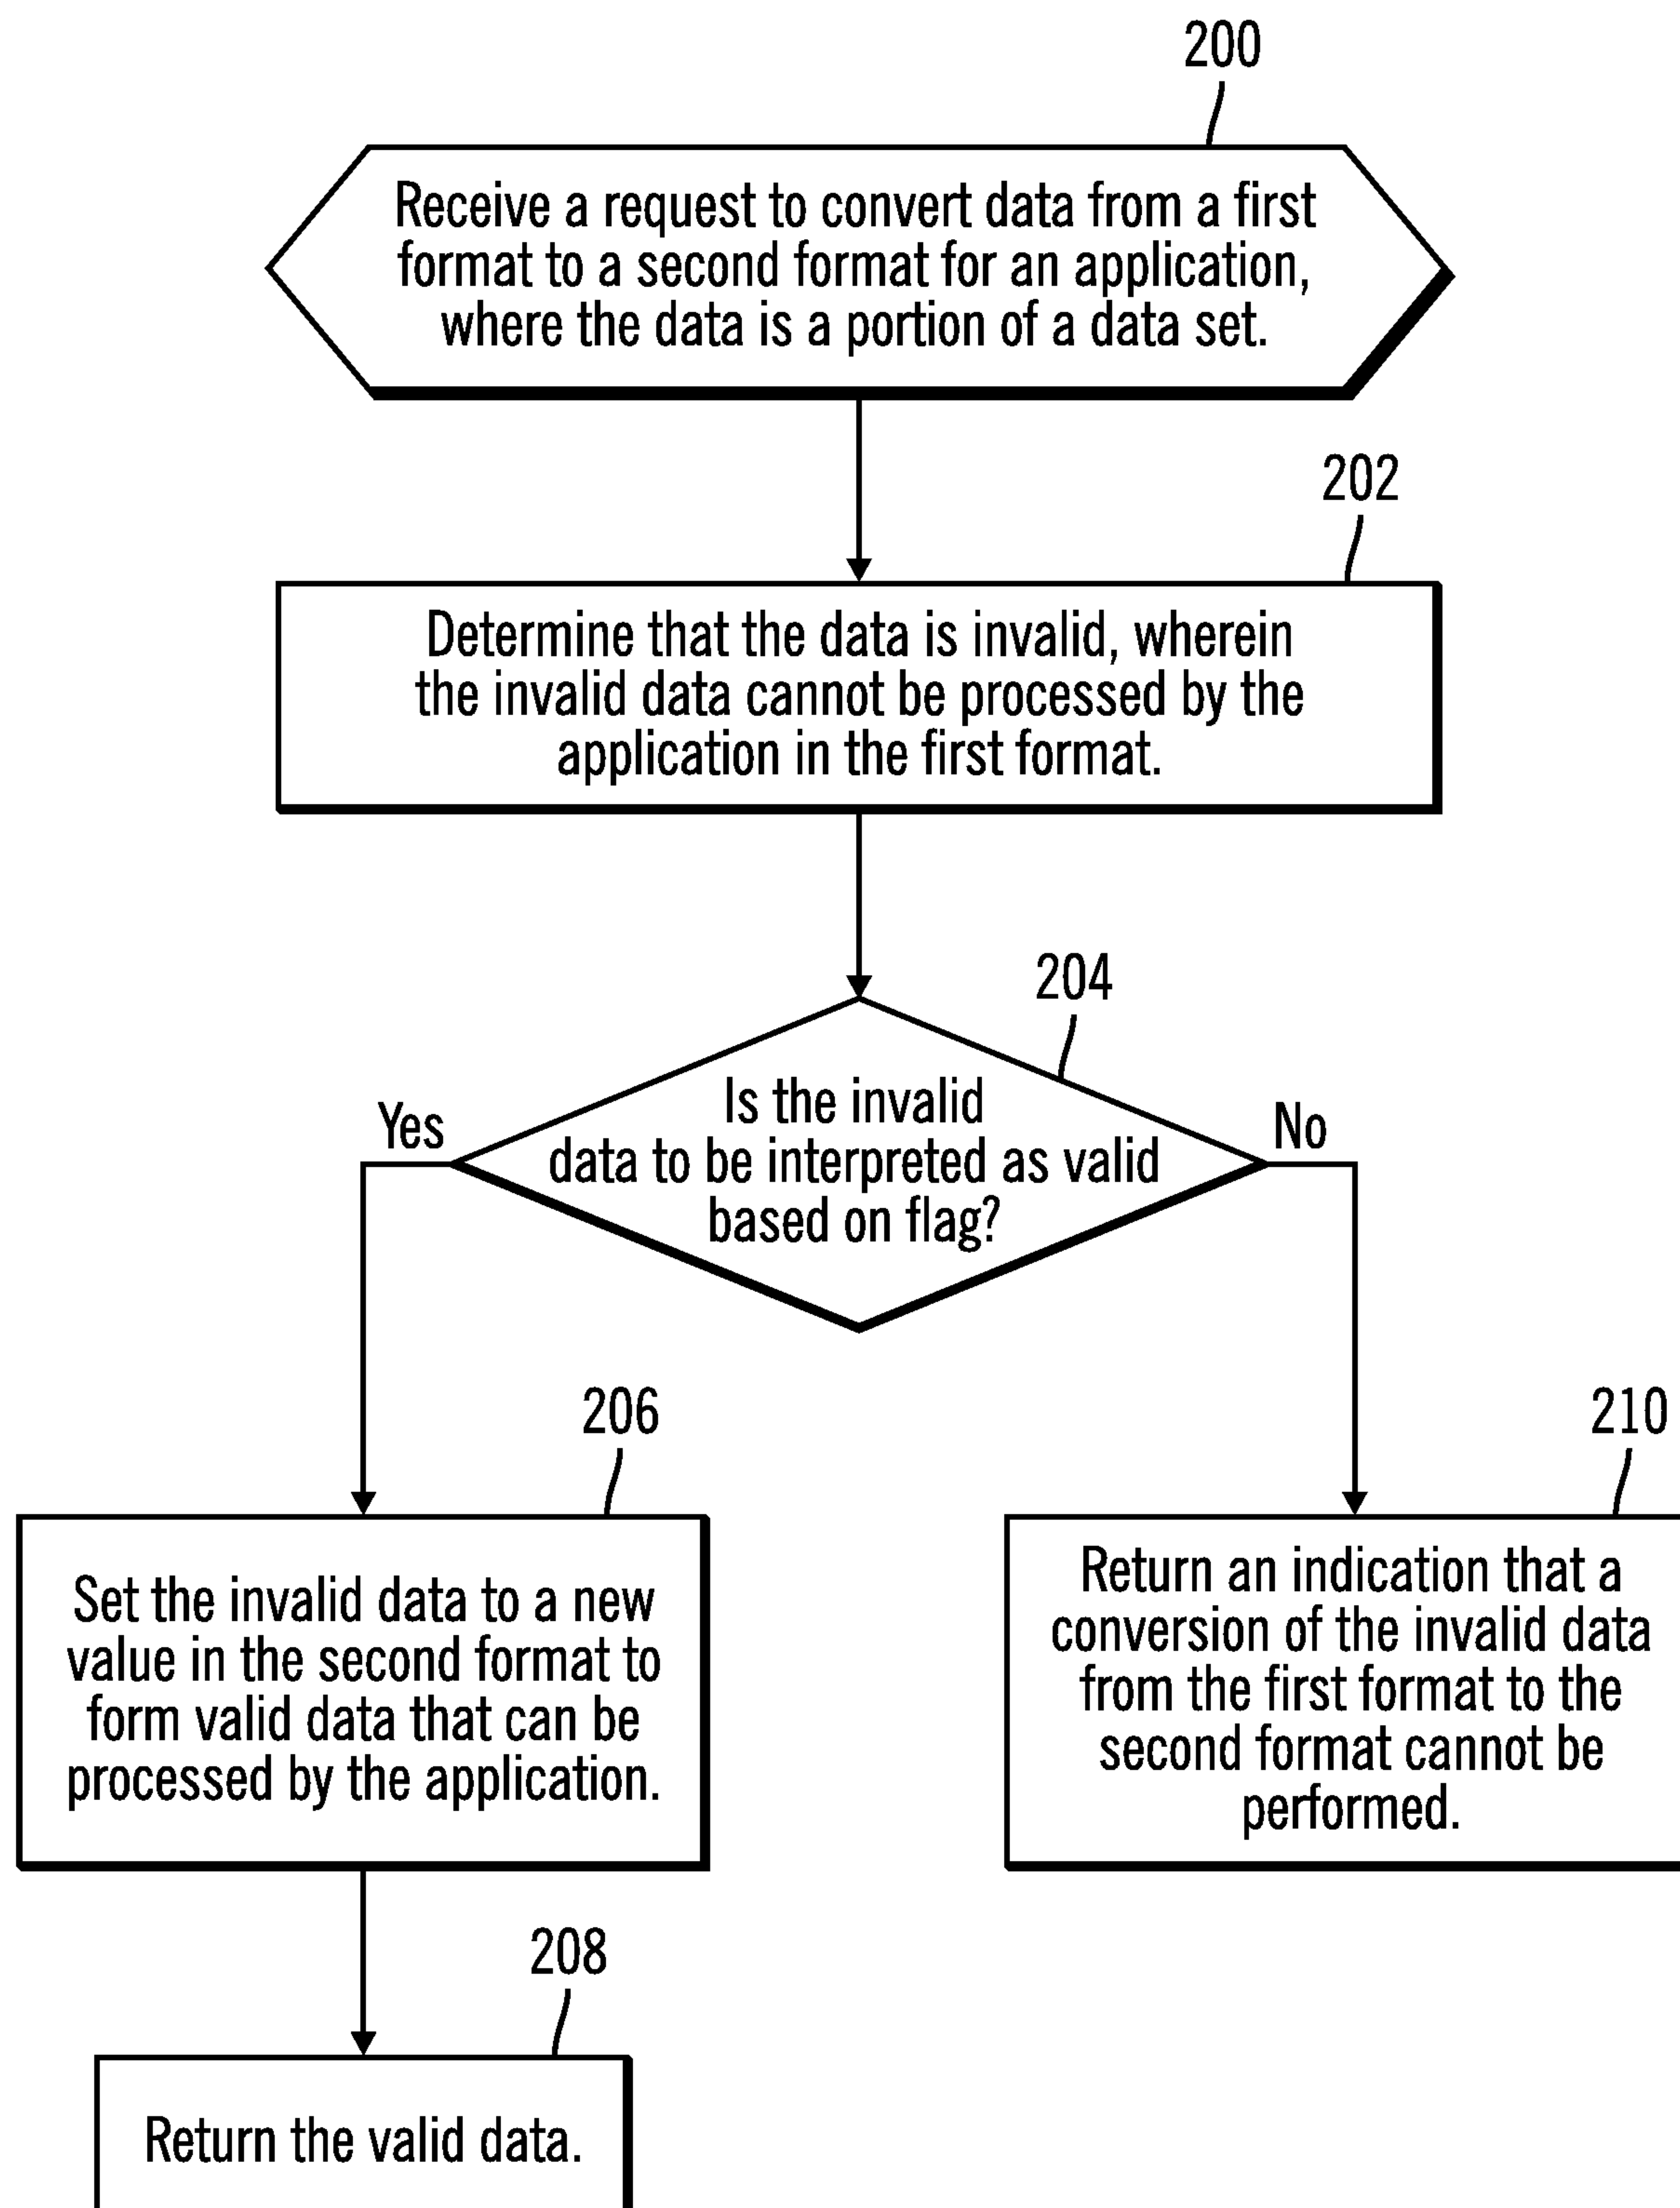 200
Receive a request to convert data from a first
format to a second format for an application,
where the data is a portion of a data set.
202
Determine that the data is invalid, wherein
the invalid data cannot be processed by the
application in the first format.
204
Is the invalid
data to be interpreted as valid
based on flag?
Yes
No
206
Set the invalid data to a new
value in the second format to
form valid data that can be
processed by the application.
210
Return an indication that a
conversion of the invalid data
from the first format to the
second format cannot be
performed.
208
Return the valid data.